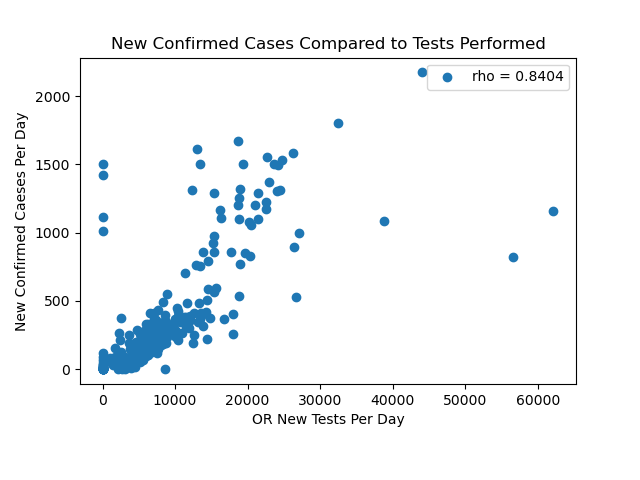 New Confirmed Cases Compared to Tests Performed
rho = 0.8404
New Confirmed Caeses Per Day
2000
1500
1000
500
0
0 10000 20000 30000 40000 50000 60000
OR New Tests Per Day